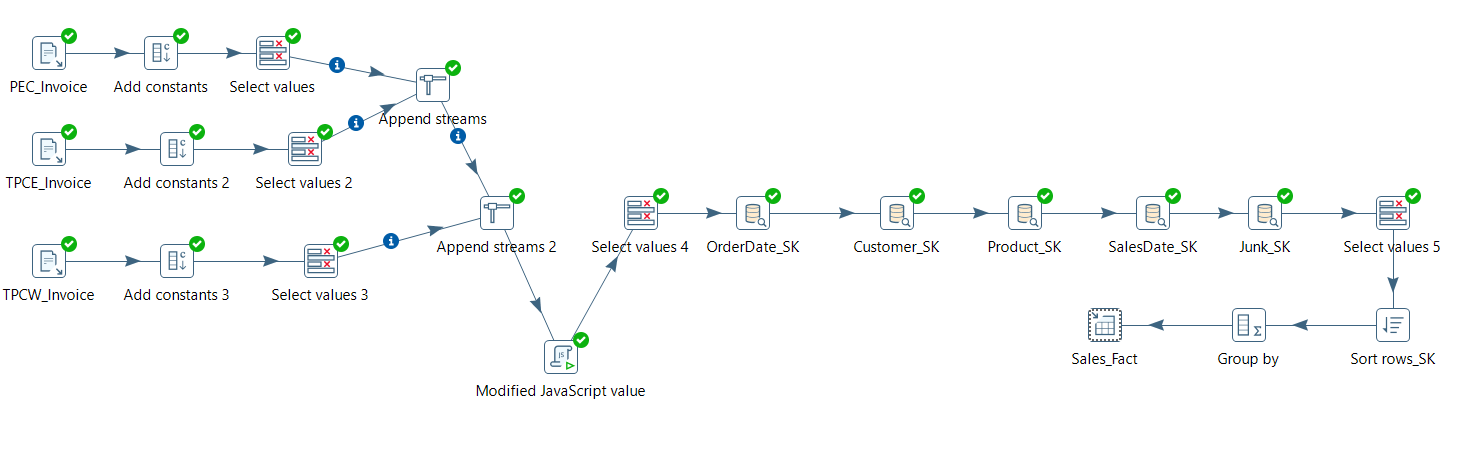 PEC_Invoice
Add constants
Select values
Append streams
TPCE_Invoice
Add constants 2
Select values 2
TPCW_Invoice
Add constants 3
Select values 3
Append streams 2
Modified JavaScript value
Select values 4
OrderDate_SK
Customer_SK
Product_SK
SalesDate_SK
Junk_SK
Select values 5
Sales_Fact
Group by
Sort rows_SK